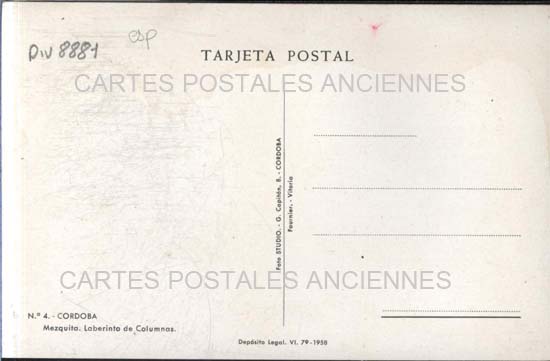 Div 8881
esp
TARJETA POSTAL
CARTES POSTALES ANCIENNES
Foto STUDIO. - G. Capitán, 8. - CORDOBA
Fournier. - Vitoria
CARTES POSTALES ANCIENNES
N.º 4. - CORDOBA
Mezquita. Laberinto de Columnas.
Depósito Legal. VI. 79-1958